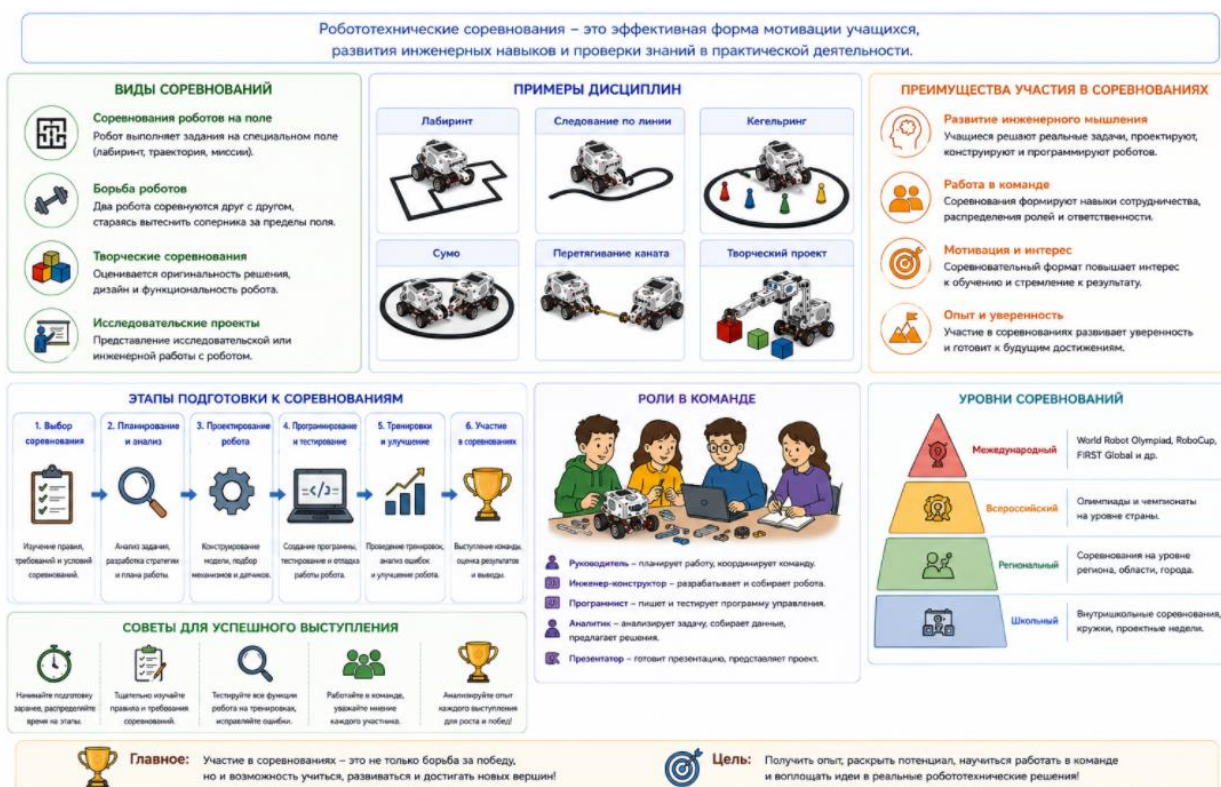 Робототехнические соревнования – это эффективная форма мотивации учащихся,
развития инженерных навыков и проверки знаний в практической деятельности.
ВИДЫ СОРЕВНОВАНИЙ
Соревнования роботов на поле
Робот выполняет задания на специальном поле
(лабиринт, траектория, миссии).
Борьба роботов
Два робота соревнуются друг с другом,
стараясь вытеснить соперника за пределы поля.
Творческие соревнования
Оценивается оригинальность решения,
дизайн и функциональность робота.
Исследовательские проекты
Представление исследовательской или
инженерной работы с роботом.
ПРИМЕРЫ ДИСЦИПЛИН
Лабиринт
Следование по линии
Кегельринг
Сумо
Перетягивание каната
Творческий проект
ПРЕИМУЩЕСТВА УЧАСТИЯ В СОРЕВНОВАНИЯХ
Развитие инженерного мышления
Учащиеся решают реальные задачи, проектируют,
конструируют и программируют роботов.
Работа в команде
Соревнования формируют навыки сотрудничества,
распределения ролей и ответственности.
Мотивация и интерес
Соревновательный формат повышает интерес
к обучению и стремление к результату.
Опыт и уверенность
Участие в соревнованиях развивает уверенность
и готовит к будущим достижениям.
ЭТАПЫ ПОДГОТОВКИ К СОРЕВНОВАНИЯМ
1. Выбор
соревнования
Изучение правил,
требований и условий
соревнований.
2. Планирование
и анализ
Анализ задания,
разработка стратегии
и плана работы.
3. Проектирование
робота
Конструирование
модели, подбор
механизмов и датчиков.
4. Программирование
и тестирование
=</>=
Создание программы,
тестирование и отладка
работы робота.
5. Тренировки
и улучшение
Проведение тренировок,
анализ ошибок
и улучшение робота.
6. Участие
в соревнованиях
Выступление команды,
оценка результатов
и выводы.
РОЛИ В КОМАНДЕ
Руководитель – планирует работу, координирует команду.
Инженер-конструктор – разрабатывает и собирает робота.
Программист – пишет и тестирует программу управления.
Аналитик – анализирует задачу, собирает данные,
предлагает решения.
Презентатор – готовит презентацию, представляет проект.
УРОВНИ СОРЕВНОВАНИЙ
Международный
World Robot Olympiad, RoboCup,
FIRST Global и др.
Всероссийский
Олимпиады и чемпионаты
на уровне страны.
Региональный
Соревнования на уровне
региона, области, города.
Школьный
Внутришкольные соревнования,
кружки, проектные недели.
СОВЕТЫ ДЛЯ УСПЕШНОГО ВЫСТУПЛЕНИЯ
Начинайте подготовку
заранее, распределяйте
время на этапы.
Тщательно изучайте
правила и требования
соревнований.
Тестируйте все функции
робота на тренировках,
исправляйте ошибки.
Работайте в команде,
уважайте мнение
каждого участника.
Анализируйте опыт
каждого выступления
для роста и побед!
Главное:
Участие в соревнованиях – это не только борьба за победу,
но и возможность учиться, развиваться и достигать новых вершин!
Цель:
Получить опыт, раскрыть потенциал, научиться работать в команде
и воплощать идеи в реальные робототехнические решения!